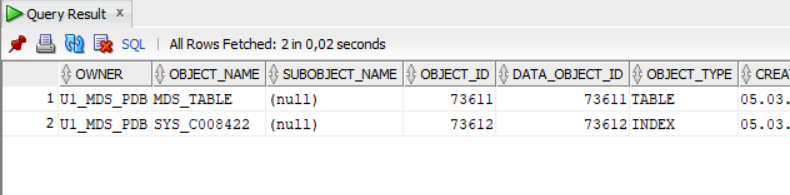 Query Result x
SQL | All Rows Fetched: 2 in 0,02 seconds
OWNER OBJECT_NAME SUBOBJECT_NAME OBJECT_ID DATA_OBJECT_ID OBJECT_TYPE CREA
1 U1_MDS_PDB MDS_TABLE (null) 73611 73611 TABLE 05.03.
2 U1_MDS_PDB SYS_C008422 (null) 73612 73612 INDEX 05.03.